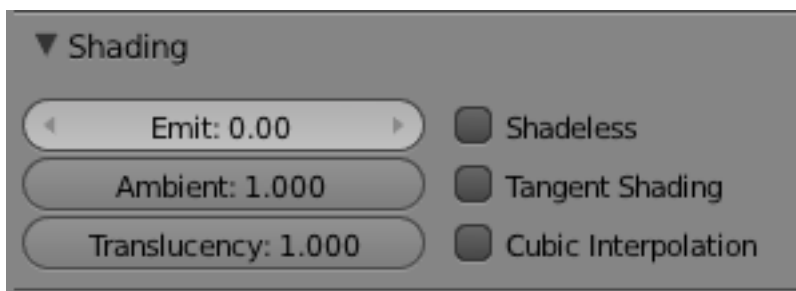 Shading
Emit: 0.00 Shadeless
Ambient: 1.000 Tangent Shading
Translucency: 1.000 Cubic Interpolation